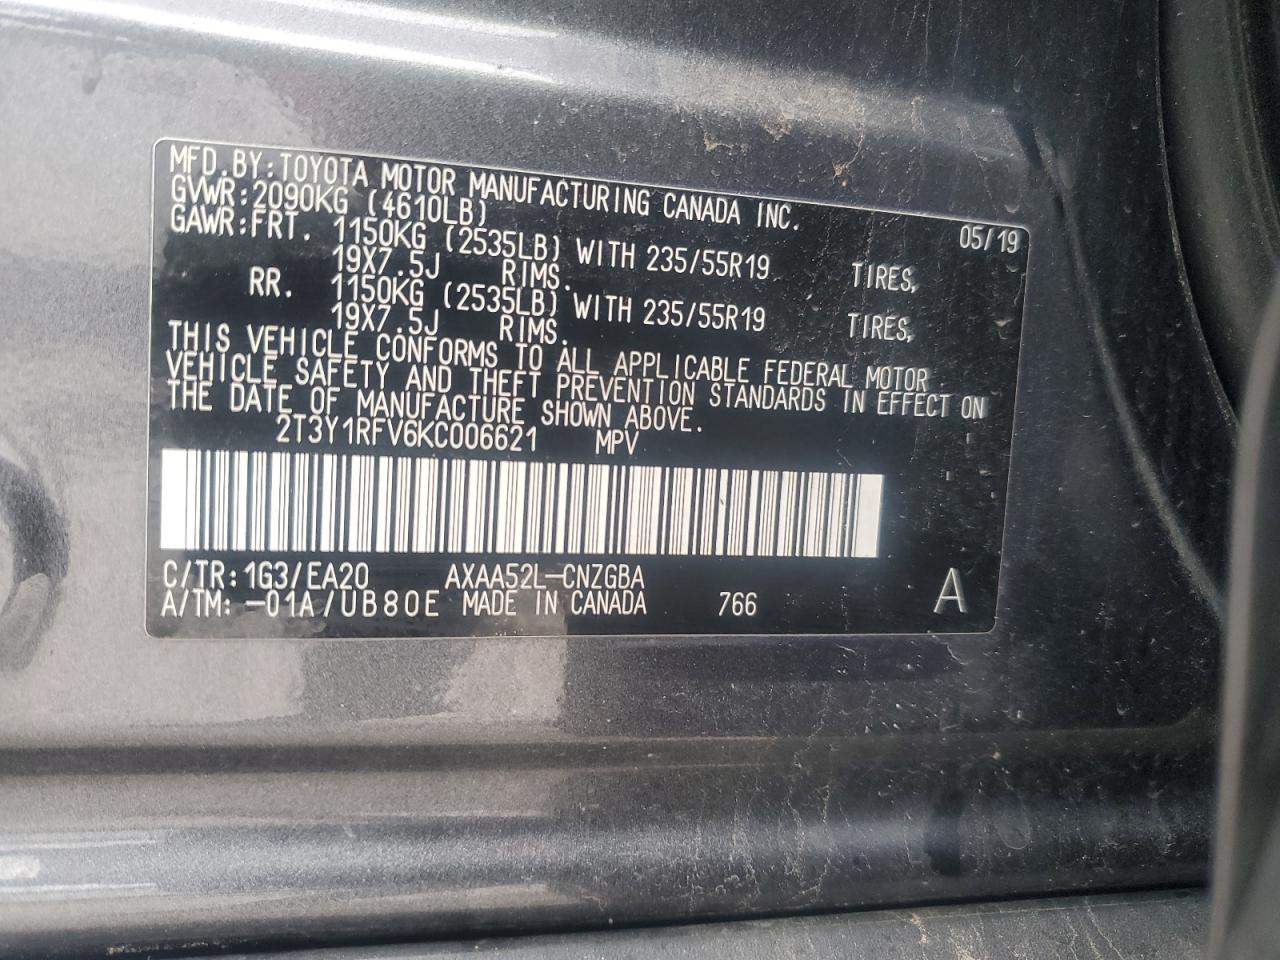 MFD.BY:TOYOTA MOTOR MANUFACTURING CANADA INC.
GVWR:2090KG (4610LB) 05/19
GAWR:FRT. 1150KG (2535LB) WITH 235/55R19 TIRES,
19X7.5J RIMS.
RR. 1150KG (2535LB) WITH 235/55R19 TIRES,
19X7.5J RIMS.
THIS VEHICLE CONFORMS TO ALL APPLICABLE FEDERAL MOTOR
VEHICLE SAFETY AND THEFT PREVENTION STANDARDS IN EFFECT ON
THE DATE OF MANUFACTURE SHOWN ABOVE.
2T3Y1RFV6KC006621 MPV
C/TR:1G3/EA20 AXAA52L-CNZGBA
A/TM:-01A/UB80E MADE IN CANADA 766 A